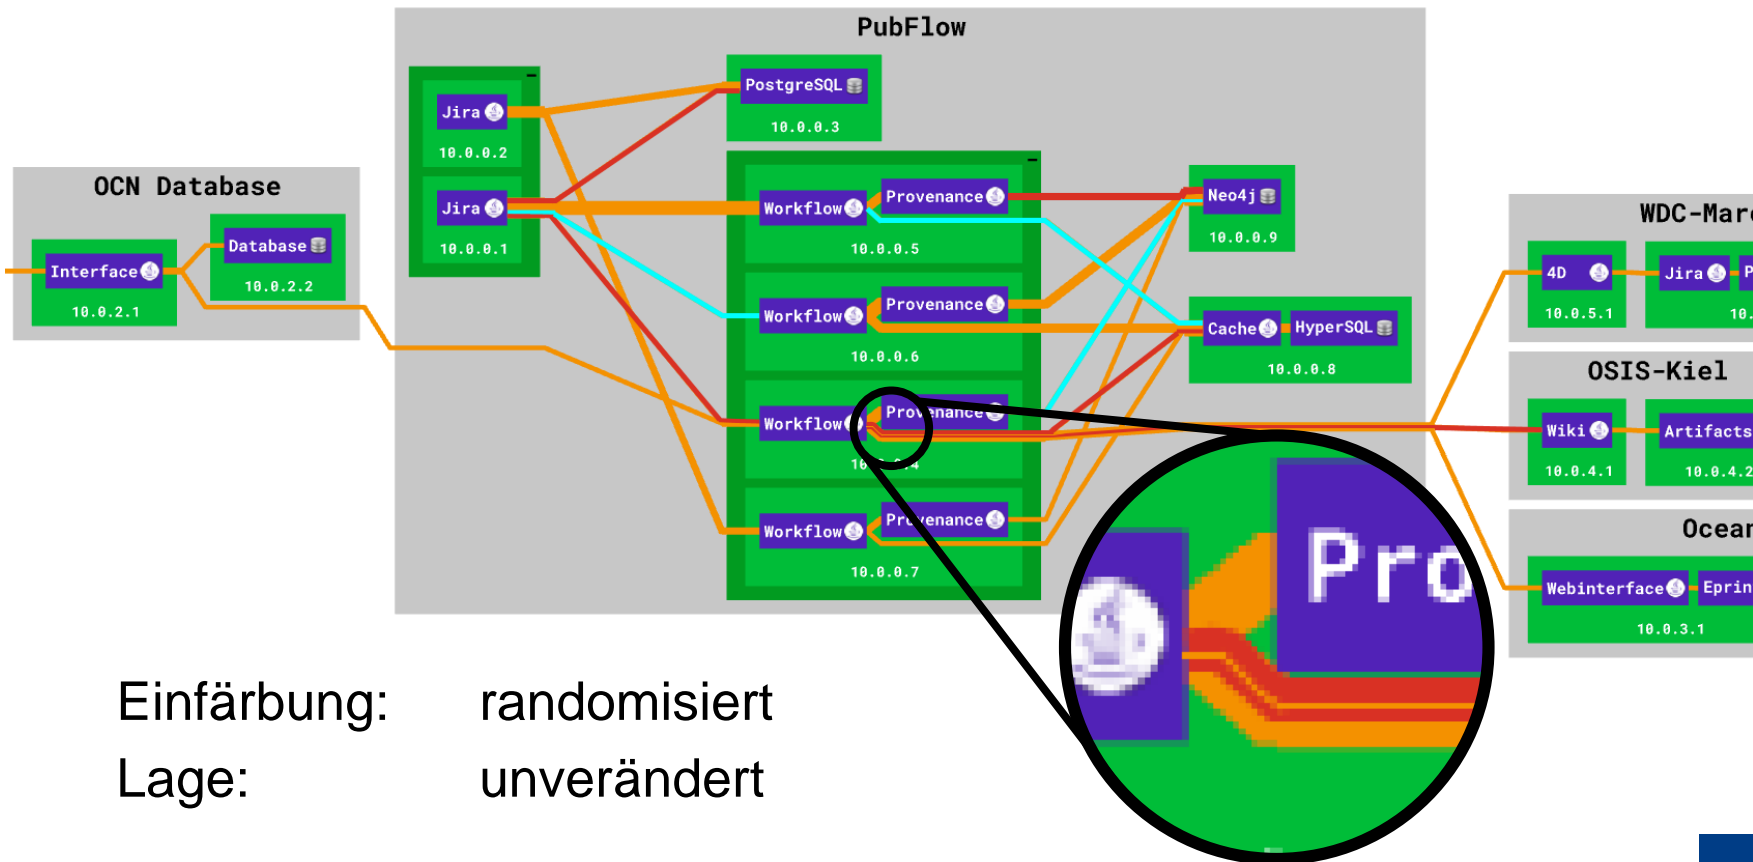 PubFlow
Jira
10.0.0.2
Jira
10.0.0.1
PostgreSQL
10.0.0.3
OCN Database
Interface
10.0.2.1
Database
10.0.2.2
Workflow
Provenance
10.0.0.5
Workflow
Provenance
10.0.0.6
Workflow
Provenance
Workflow
Provenance
10.0.0.7
Neo4j
10.0.0.9
Cache
HyperSQL
10.0.0.8
4D
10.0.5.1
Jira
OSIS-Kiel
Wiki
10.0.4.1
Artifacts
10.0.4.2
Webinterface
10.0.3.1
Pro
Einfärbung: randomisiert
Lage: unverändert